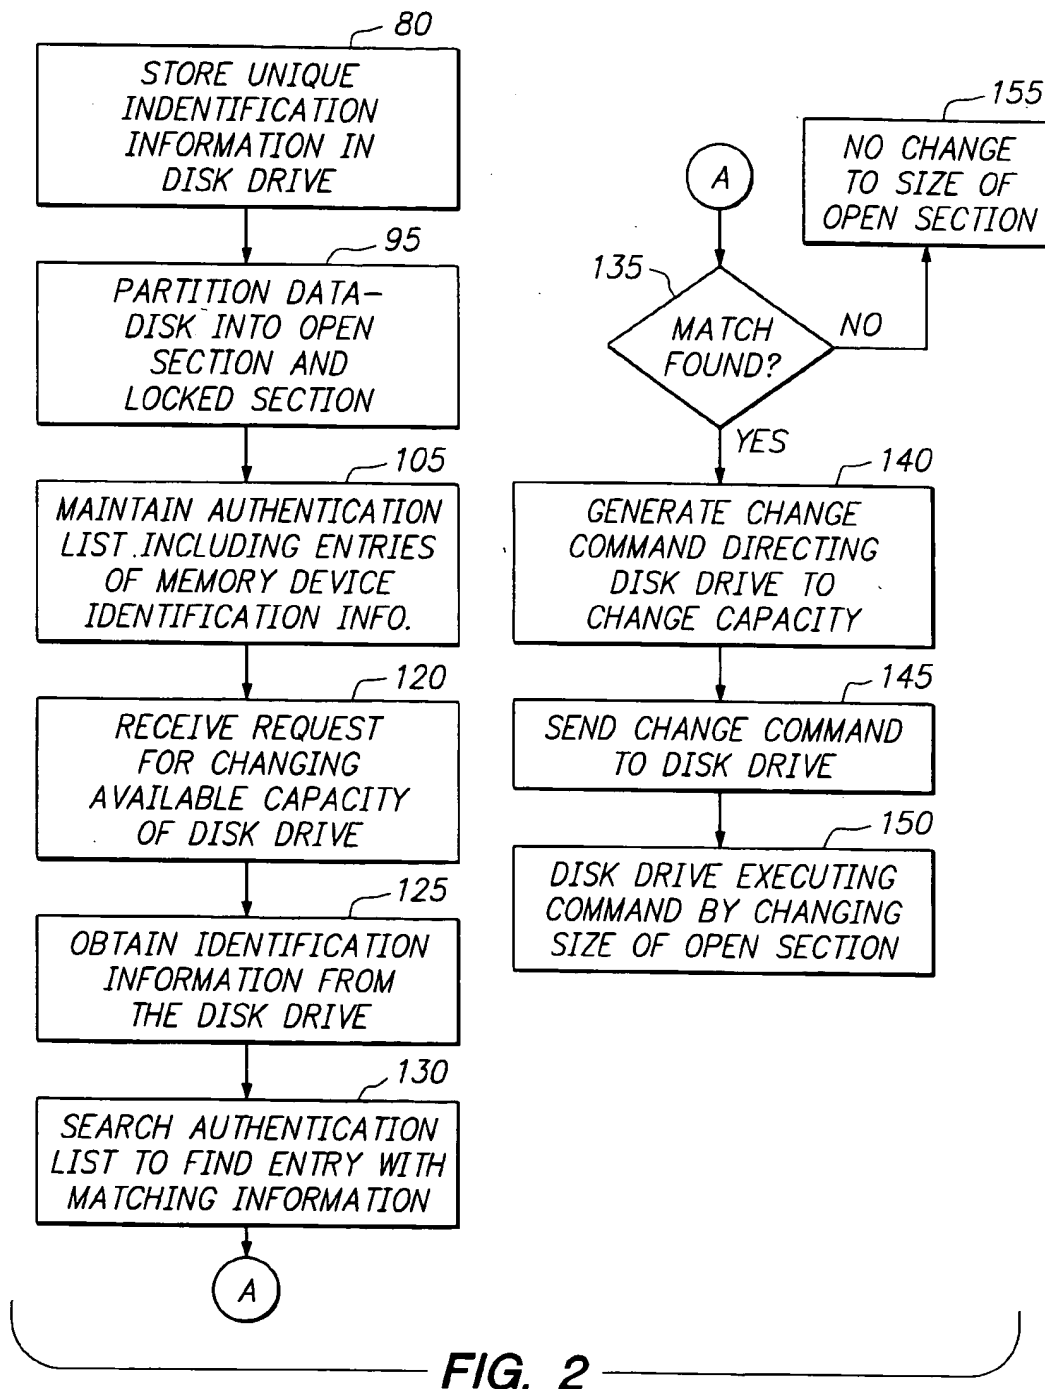 80
STORE UNIQUE
INDENTIFICATION
INFORMATION IN
DISK DRIVE
95
PARTITION DATA-
DISK INTO OPEN
SECTION AND
LOCKED SECTION
105
MAINTAIN AUTHENTICATION
LIST INCLUDING ENTRIES
OF MEMORY DEVICE
IDENTIFICATION INFO.
120
RECEIVE REQUEST
FOR CHANGING
AVAILABLE CAPACITY
OF DISK DRIVE
125
OBTAIN IDENTIFICATION
INFORMATION FROM
THE DISK DRIVE
130
SEARCH AUTHENTICATION
LIST TO FIND ENTRY WITH
MATCHING INFORMATION
A
A
135
MATCH
FOUND?
NO
155
NO CHANGE
TO SIZE OF
OPEN SECTION
YES
140
GENERATE CHANGE
COMMAND DIRECTING
DISK DRIVE TO
CHANGE CAPACITY
145
SEND CHANGE COMMAND
TO DISK DRIVE
150
DISK DRIVE EXECUTING
COMMAND BY CHANGING
SIZE OF OPEN SECTION
FIG. 2